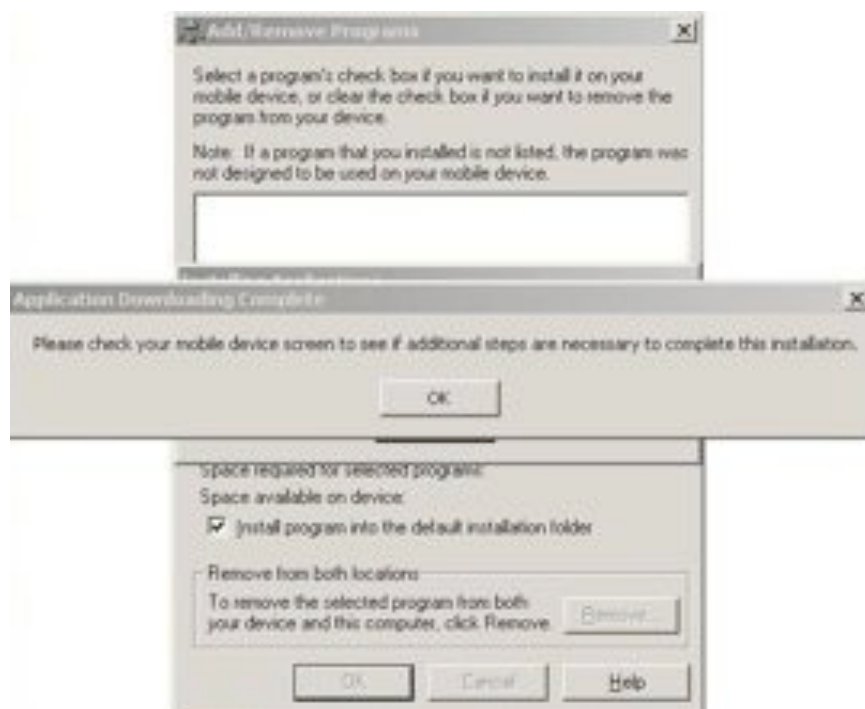 Add/Remove Programs
Select a program's check box if you want to install it on your
mobile device, or clear the check box if you want to remove the
program from your device.
Note: If a program that you installed is not listed, the program was
not designed to be used on your mobile device.
Application Downloading Complete
Please check your mobile device screen to see if additional steps are necessary to complete this installation.
OK
Space required for selected programs:
Space available on device:
Install program into the default installation folder
Remove from both locations
To remove the selected program from both
your device and this computer, click Remove.
Remove...
OK
Cancel
Help